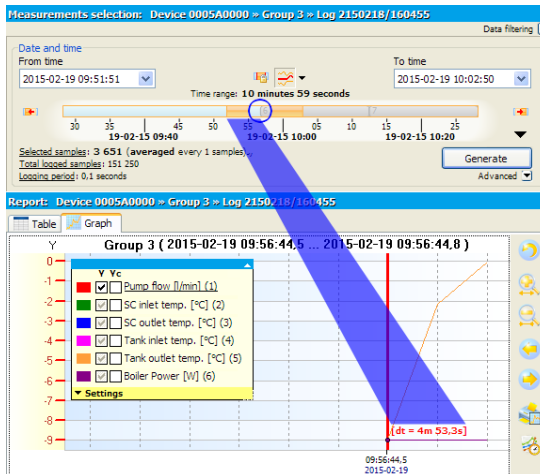 Measurements selection: Device 0005A0000 » Group 3 » Log 2150218/160455
Data filtering
Date and time
From time
To time
2015-02-19 09:51:51
2015-02-19 10:02:50
Time range: 10 minutes 59 seconds
[6
[7
30 35 45 50 55 05 10 15 25
19-02-15 09:40 19-02-15 10:00 19-02-15 10:20
Selected samples: 3 651 (averaged every 1 samples)
Total logged samples: 151 250
Logging period: 0,1 seconds
Generate
Advanced
Report: Device 0005A0000 » Group 3 » Log 2150218/160455
Table Graph
Y
Group 3 ( 2015-02-19 09:56:44,5 ... 2015-02-19 09:56:44,8 )
0
-1
-2
-3
-4
-5
-6
-7
-8
-9
Y Yc
Pump flow [l/min] (1)
SC inlet temp. [ºC] (2)
SC outlet temp. [ºC] (3)
Tank inlet temp. [ºC] (4)
Tank outlet temp. [ºC] (5)
Boiler Power [W] (6)
Settings
[dt = 4m 53,3s]
09:56:44,5
2015-02-19